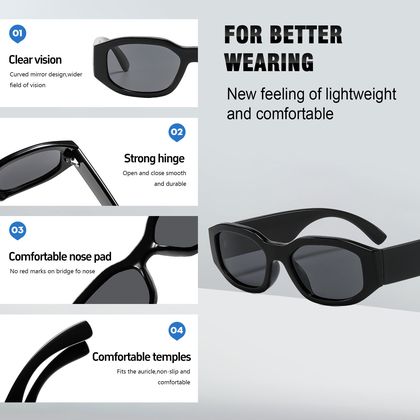 01
Clear vision
Curved mirror design,wider
field of vision
02
Strong hinge
Open and close smooth
and durable
03
Comfortable nose pad
No red marks on bridge fo nose
04
Comfortable temples
Fits the auricle,non-slip and
comfortable
FOR BETTER
WEARING
New feeling of lightweight
and comfortable